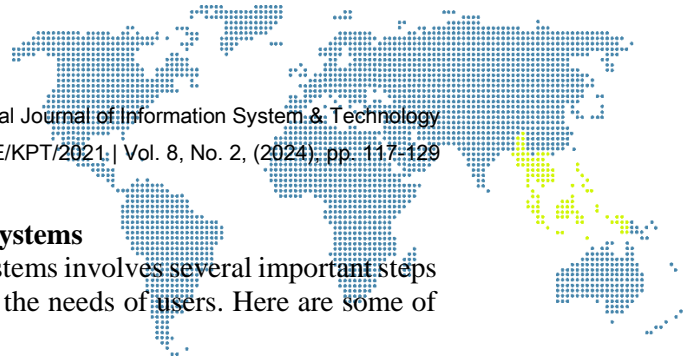 al Journal of Information System & Technology
E/KPT/2021 | Vol. 8, No. 2, (2024), pp. 117-129
ystems
stems involves several important steps
the needs of users. Here are some of